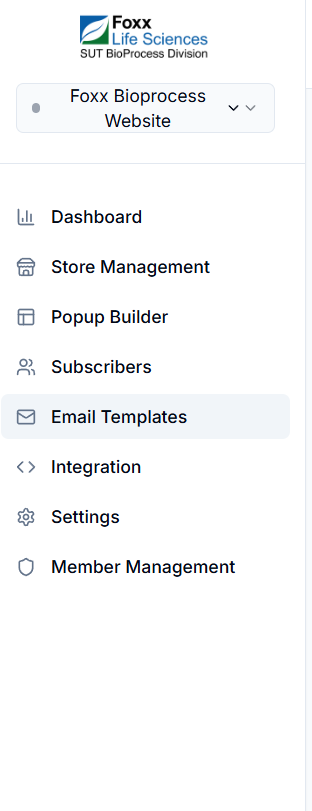 Foxx
Life Sciences
SUT BioProcess Division
Foxx Bioprocess
Website
Dashboard
Store Management
Popup Builder
Subscribers
Email Templates
Integration
Settings
Member Management